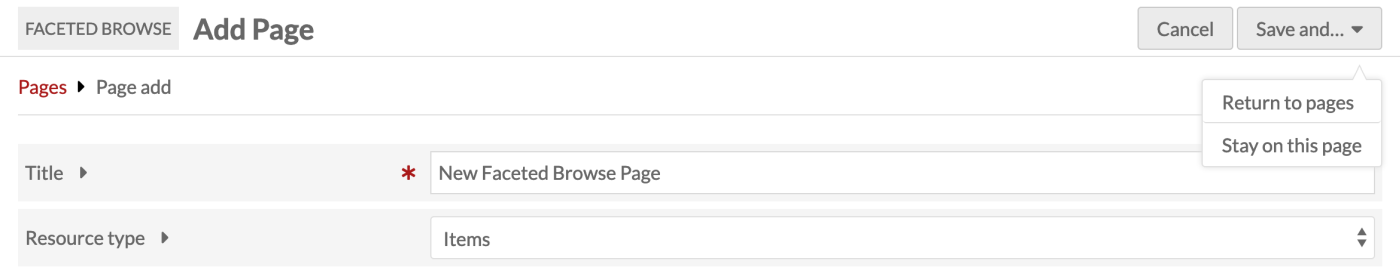 FACETED BROWSE Add Page Cancel Save and...
Pages Page add
Return to pages
Stay on this page
Title * New Faceted Browse Page
Resource type Items